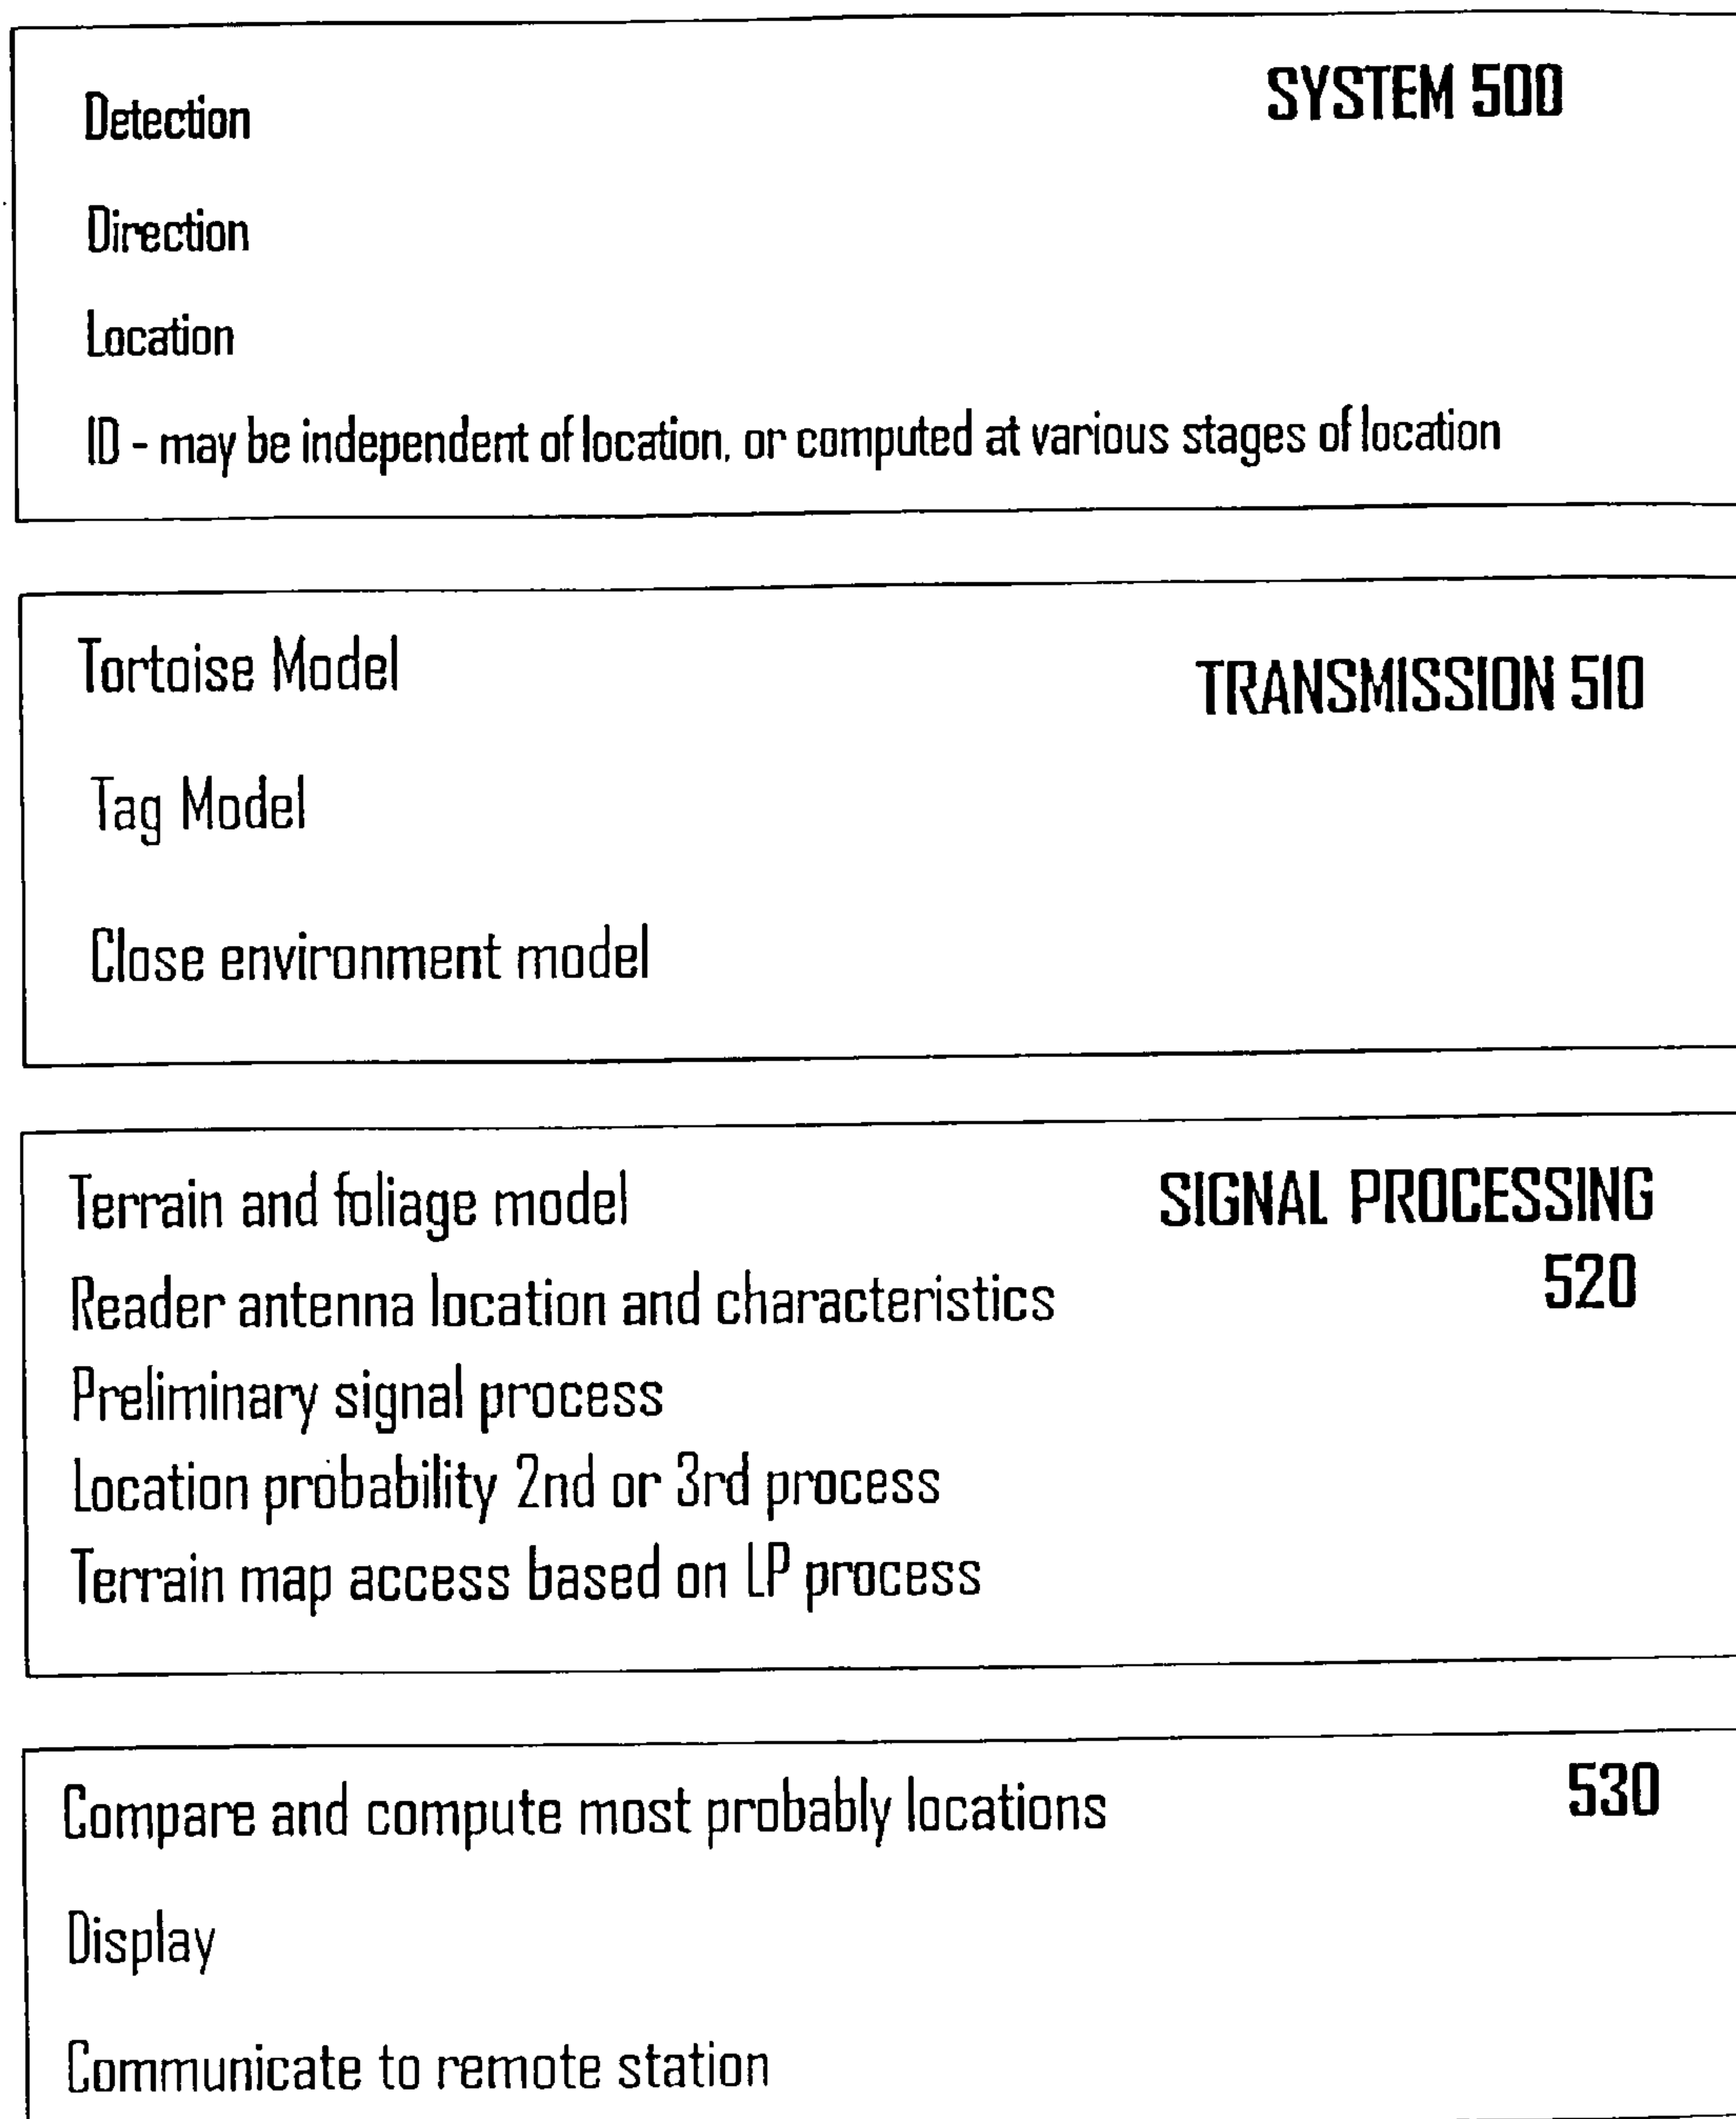 Detection
SYSTEM 500
Direction
Location
ID - may be independent of location, or computed at various stages of location
Tortoise Model
TRANSMISSION 510
Tag Model
Close environment model
Terrain and foliage model
SIGNAL PROCESSING
520
Reader antenna location and characteristics
Preliminary signal process
Location probability 2nd or 3rd process
Terrain map access based on LP process
Compare and compute most probably locations
530
Display
Communicate to remote station